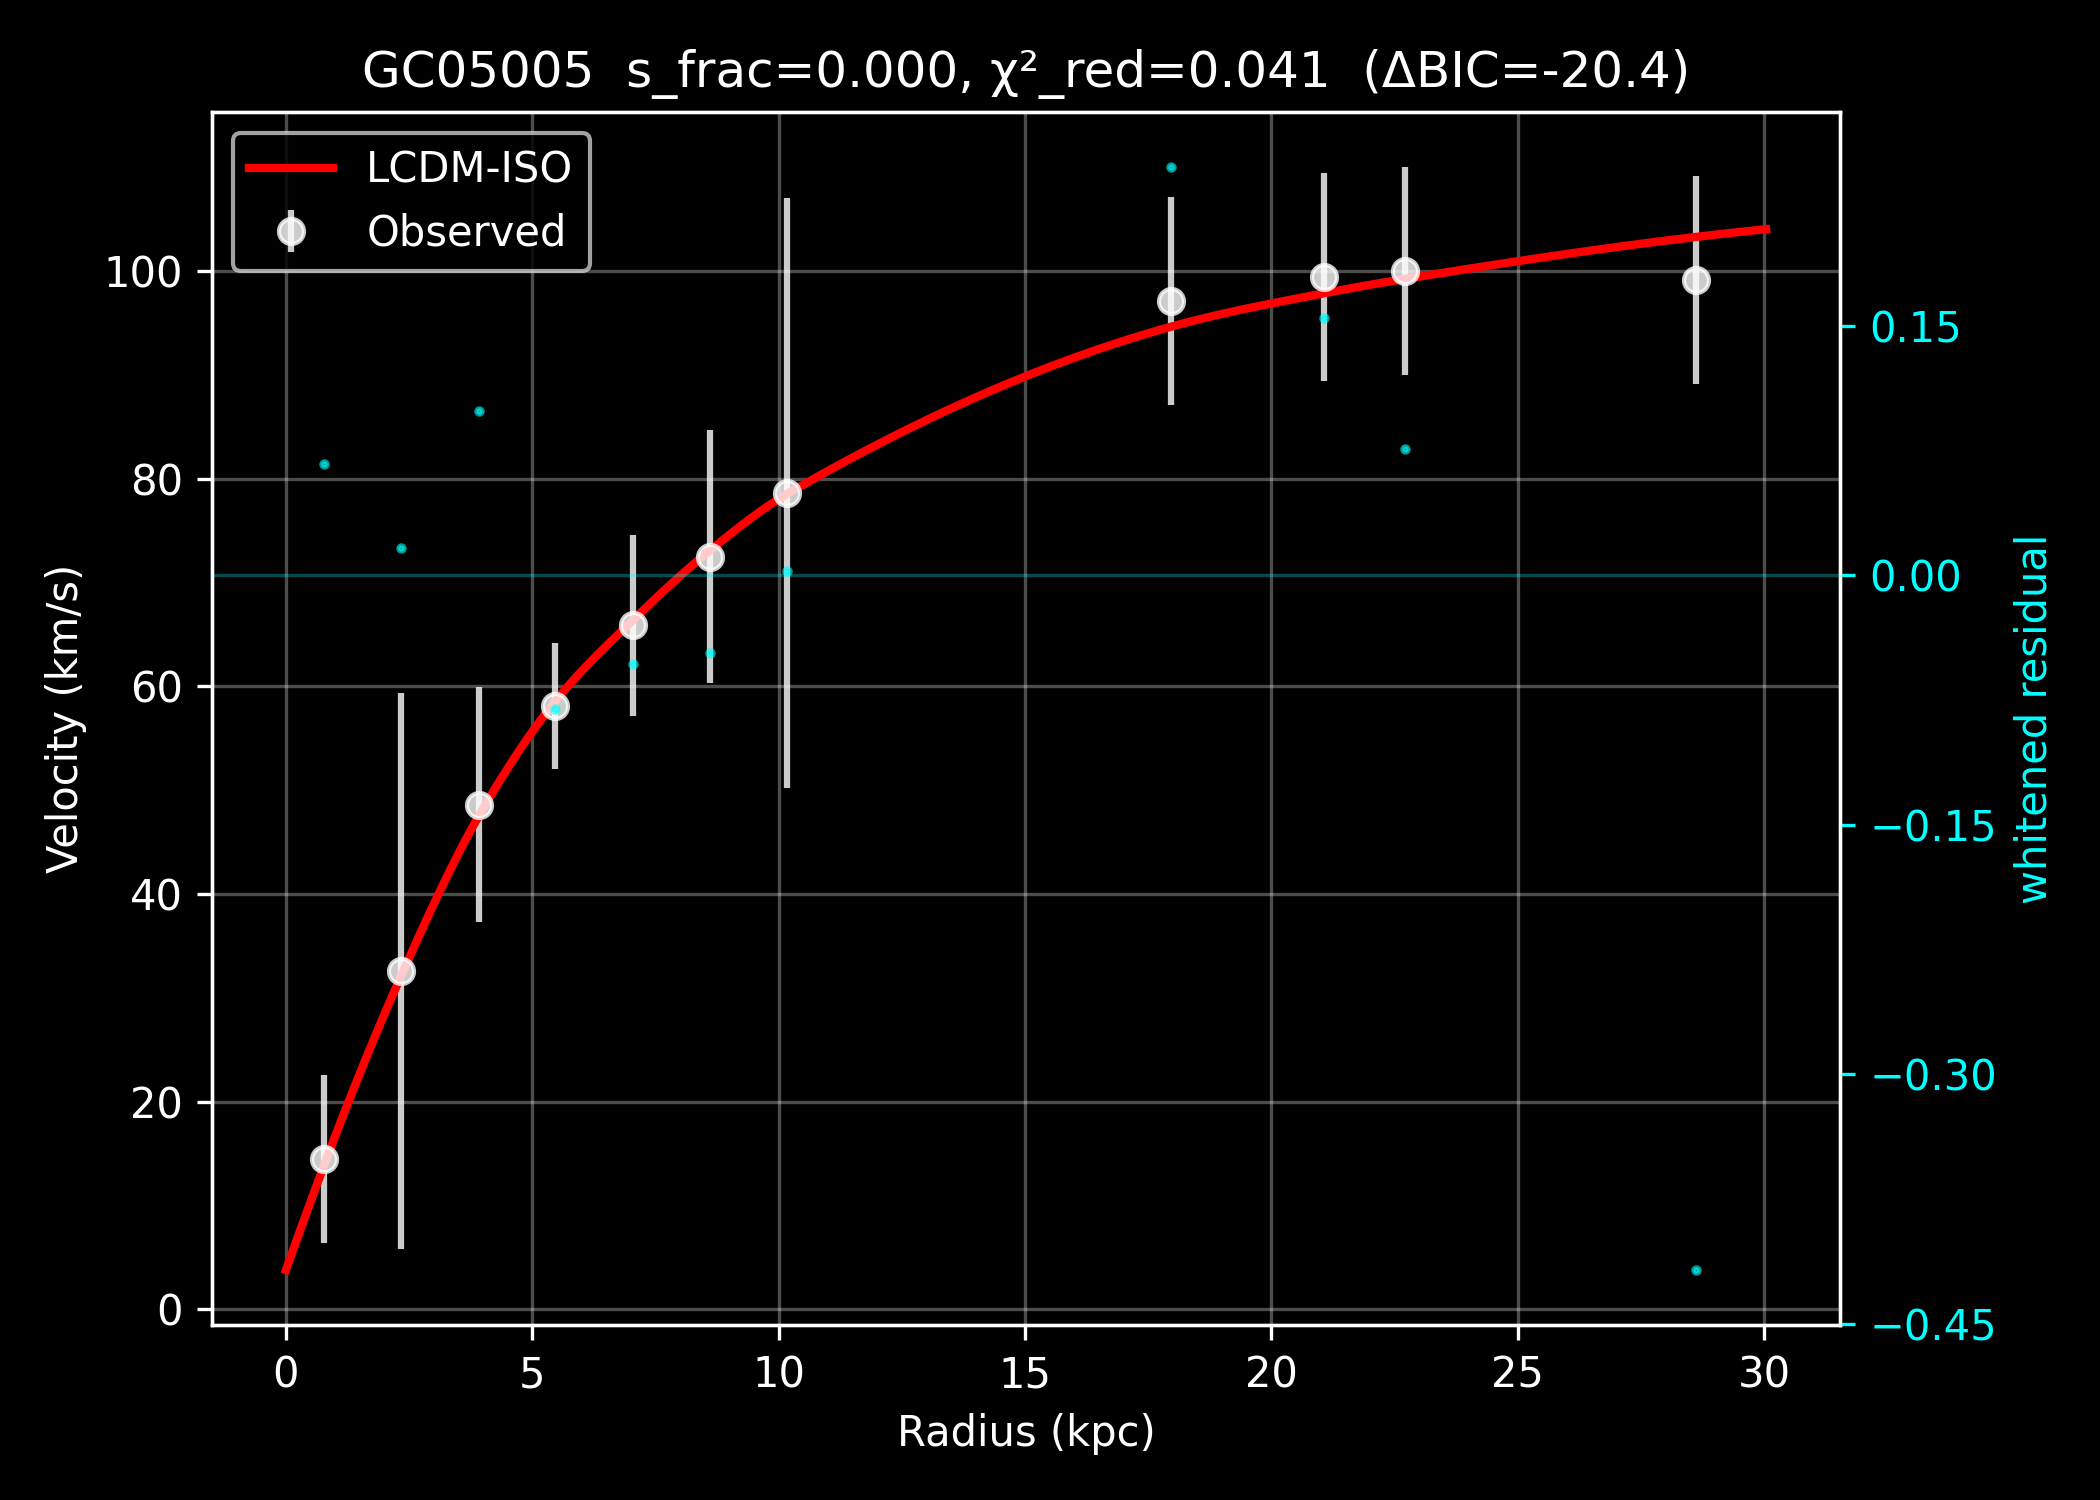 GC05005 s_frac=0.000, χ²_red=0.041 (ΔBIC=-20.4)
LCDM-ISO
Observed
100
80
60
40
20
0
Velocity (km/s)
0.15
0.00
−0.15
−0.30
−0.45
whitened residual
0 5 10 15 20 25 30
Radius (kpc)